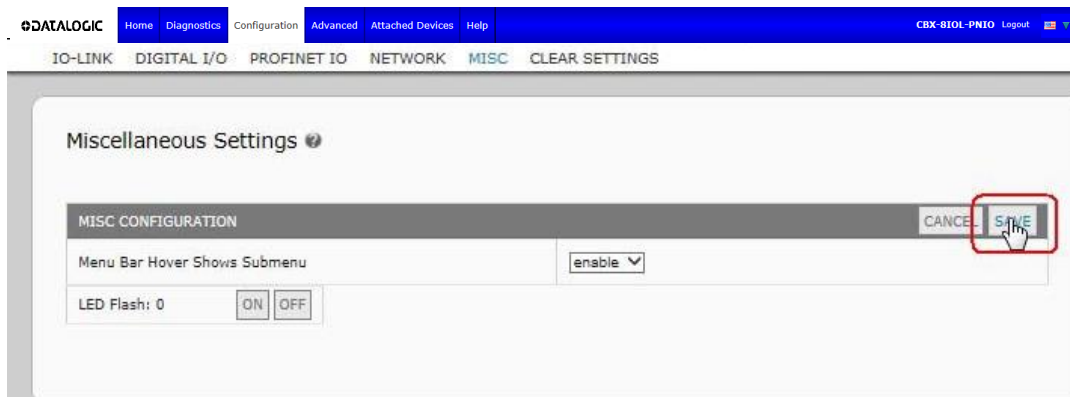 DATALOGIC Home Diagnostics Configuration Advanced Attached Devices Help CBX-8IOL-PNIO Logout
IO-LINK DIGITAL I/O PROFINET IO NETWORK MISC CLEAR SETTINGS
Miscellaneous Settings ?
MISC CONFIGURATION CANCEL SAVE
Menu Bar Hover Shows Submenu enable
LED Flash: 0 ON OFF